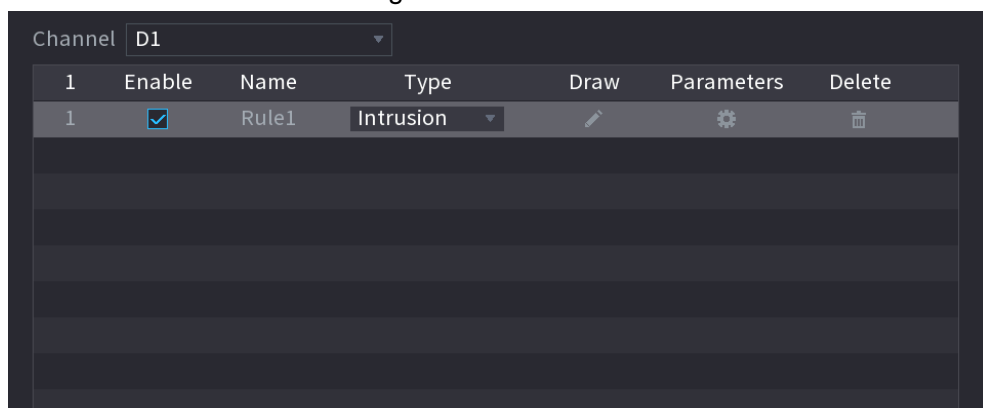 Channel D1
1 Enable Name Type Draw Parameters Delete
1 Rule1 Intrusion